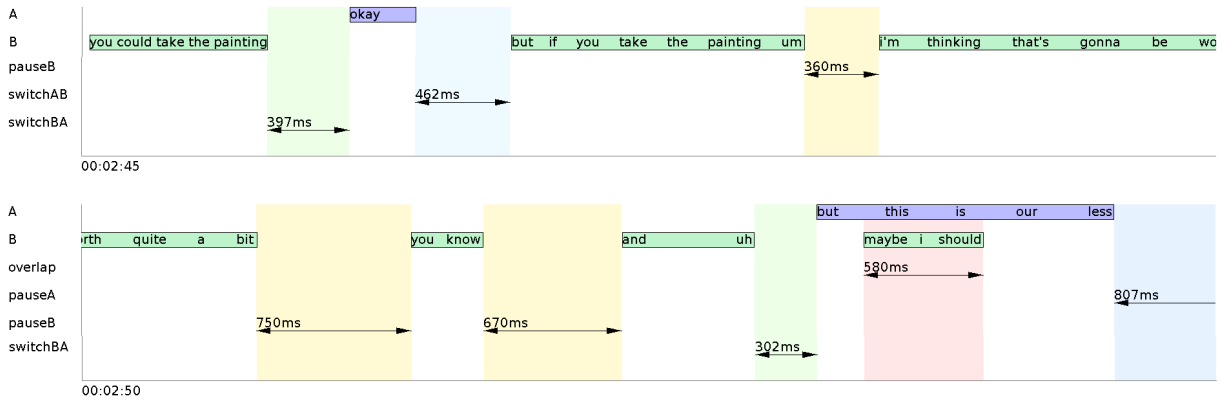 A okay
B you could take the painting but if you take the painting um i'm thinking that's gonna be wo
pauseB 360ms
switchAB 462ms
switchBA 397ms
00:02:45
A but this is our less
B orth quite a bit you know and uh maybe i should
overlap 580ms
pauseA 807ms
pauseB 750ms 670ms
switchBA 302ms
00:02:50